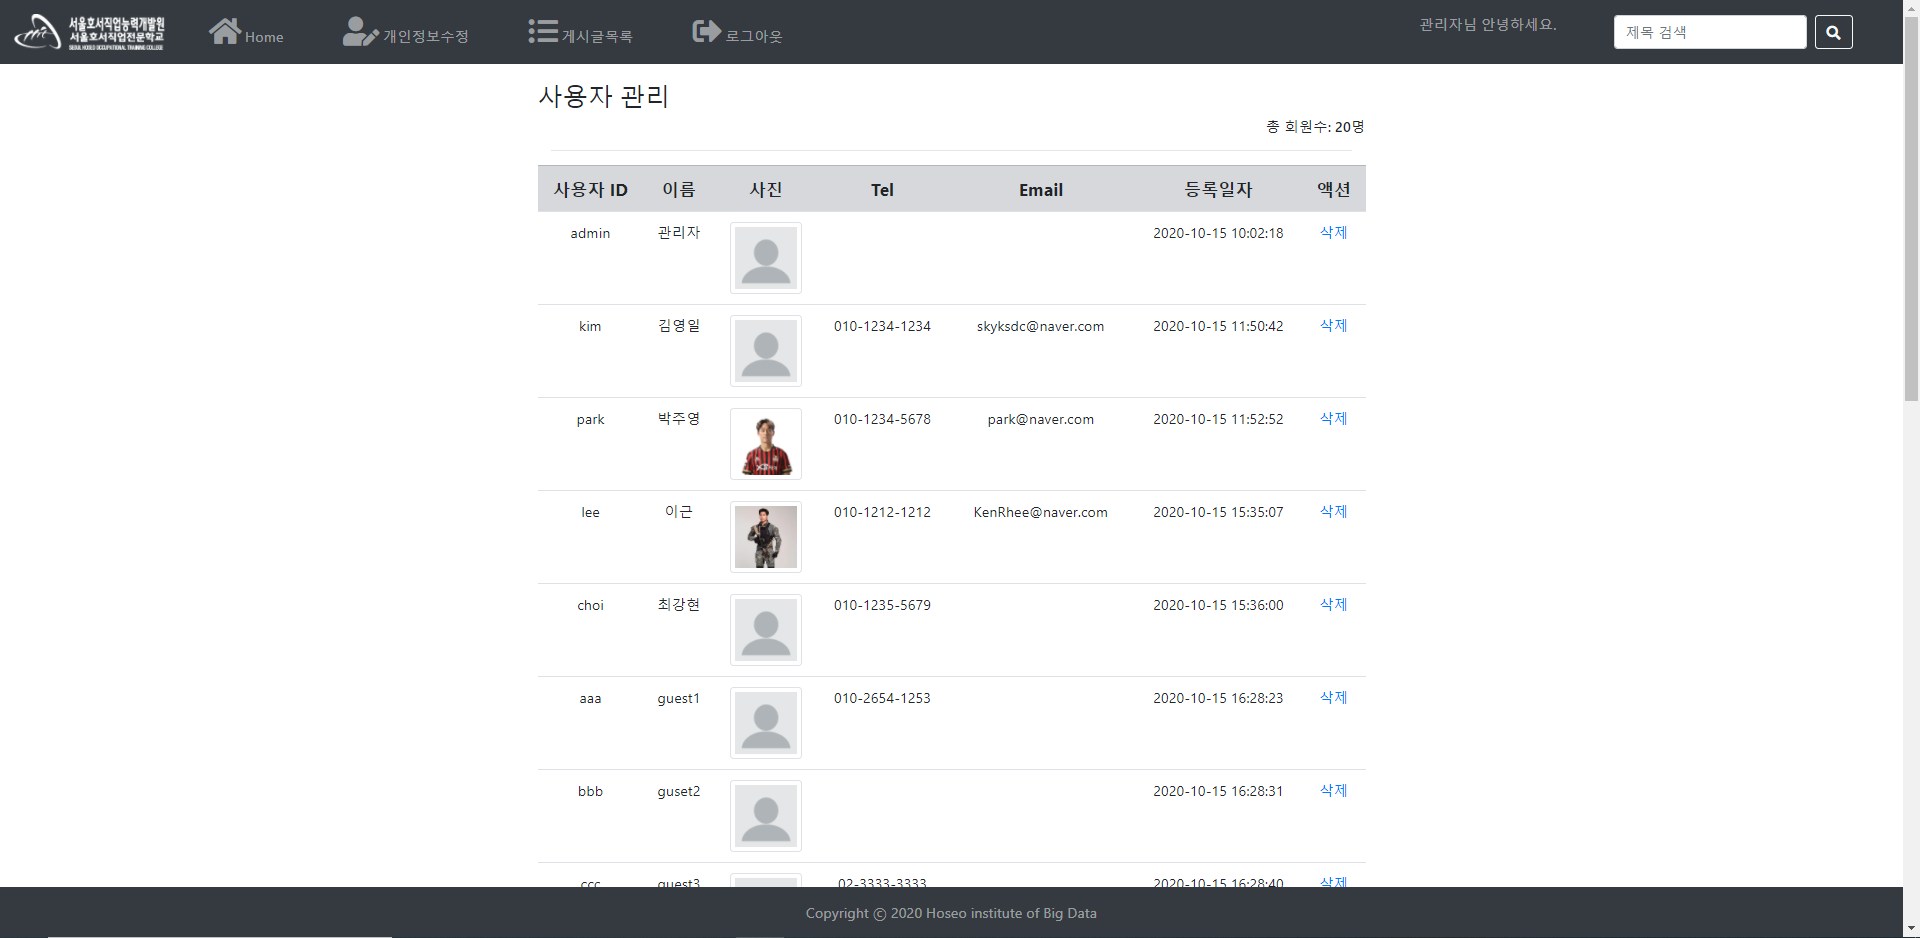 서울호서직업능력개발원
서울호서직업전문학교
SEOUL HOSEO OCCUPATIONAL TRAINING COLLEGE
Home 개인정보수정 게시글목록 로그아웃 관리자님 안녕하세요. 제목 검색
사용자 관리
총 회원수: 20명
사용자 ID 이름 사진 Tel Email 등록일자 액션
admin 관리자 2020-10-15 10:02:18 삭제
kim 김영일 010-1234-1234 skyksdc@naver.com 2020-10-15 11:50:42 삭제
park 박주영 010-1234-5678 park@naver.com 2020-10-15 11:52:52 삭제
lee 이근 010-1212-1212 KenRhee@naver.com 2020-10-15 15:35:07 삭제
choi 최강현 010-1235-5679 2020-10-15 15:36:00 삭제
aaa guest1 010-2654-1253 2020-10-15 16:28:23 삭제
bbb guset2 2020-10-15 16:28:31 삭제
ccc guest3 02-3333-3333 2020-10-15 16:28:40 삭제
Copyright © 2020 Hoseo institute of Big Data